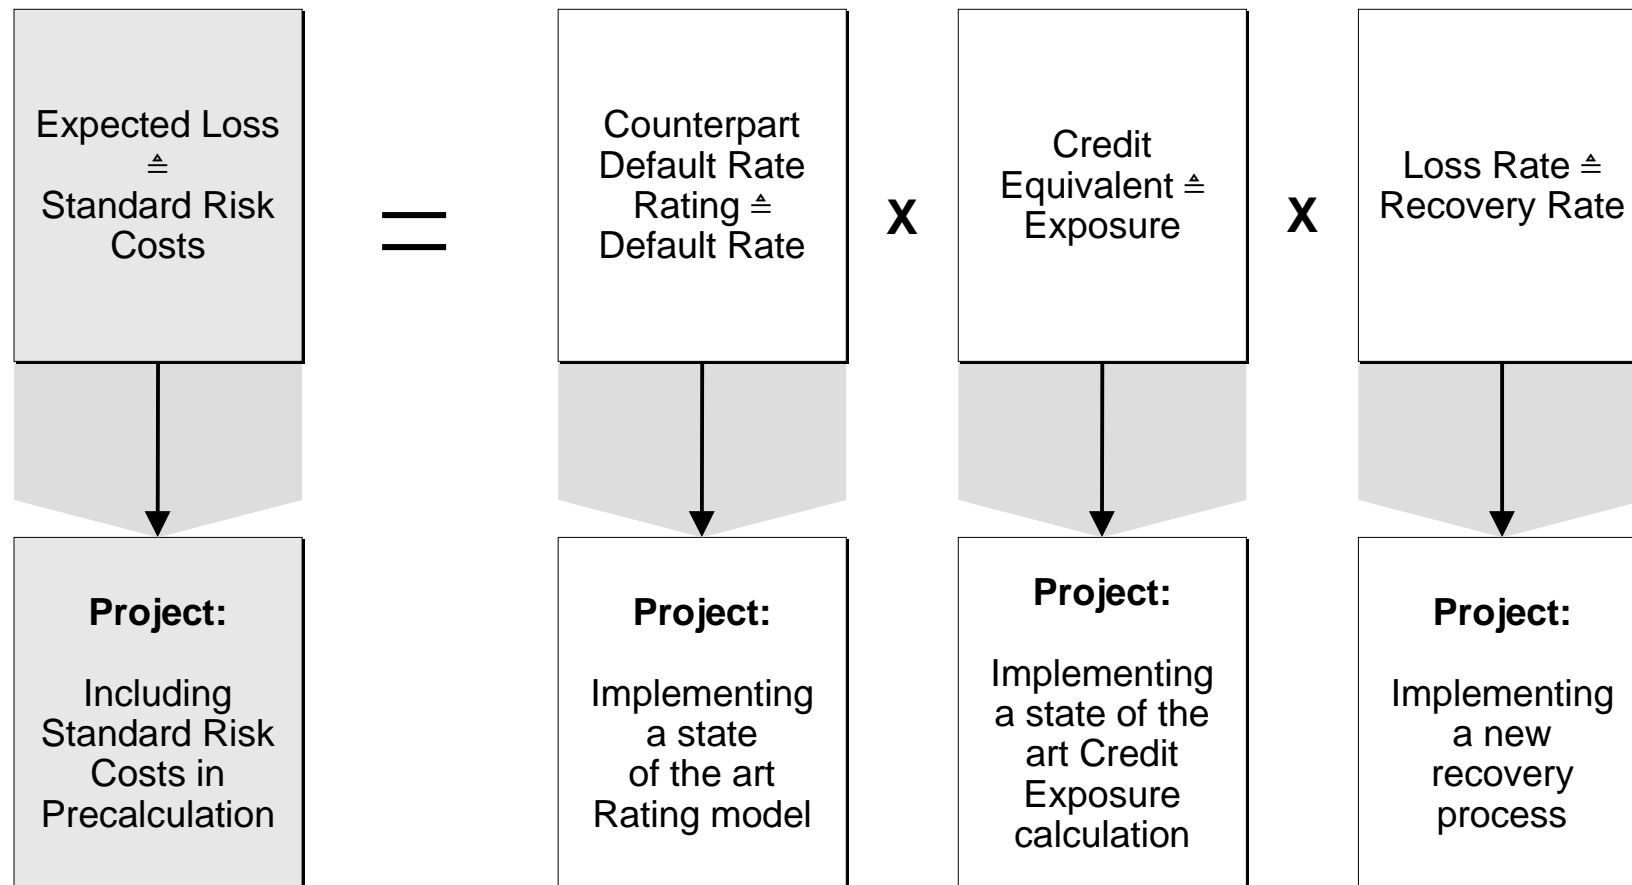 Expected Loss
≙
Standard Risk
Costs
=
Counterpart
Default Rate
Rating ≙
Default Rate
X
Credit
Equivalent ≙
Exposure
X
Loss Rate ≙
Recovery Rate
Project:
Including
Standard Risk
Costs in
Precalculation
Project:
Implementing
a state
of the art
Rating model
Project:
Implementing
a state of the
art Credit
Exposure
calculation
Project:
Implementing
a new
recovery
process